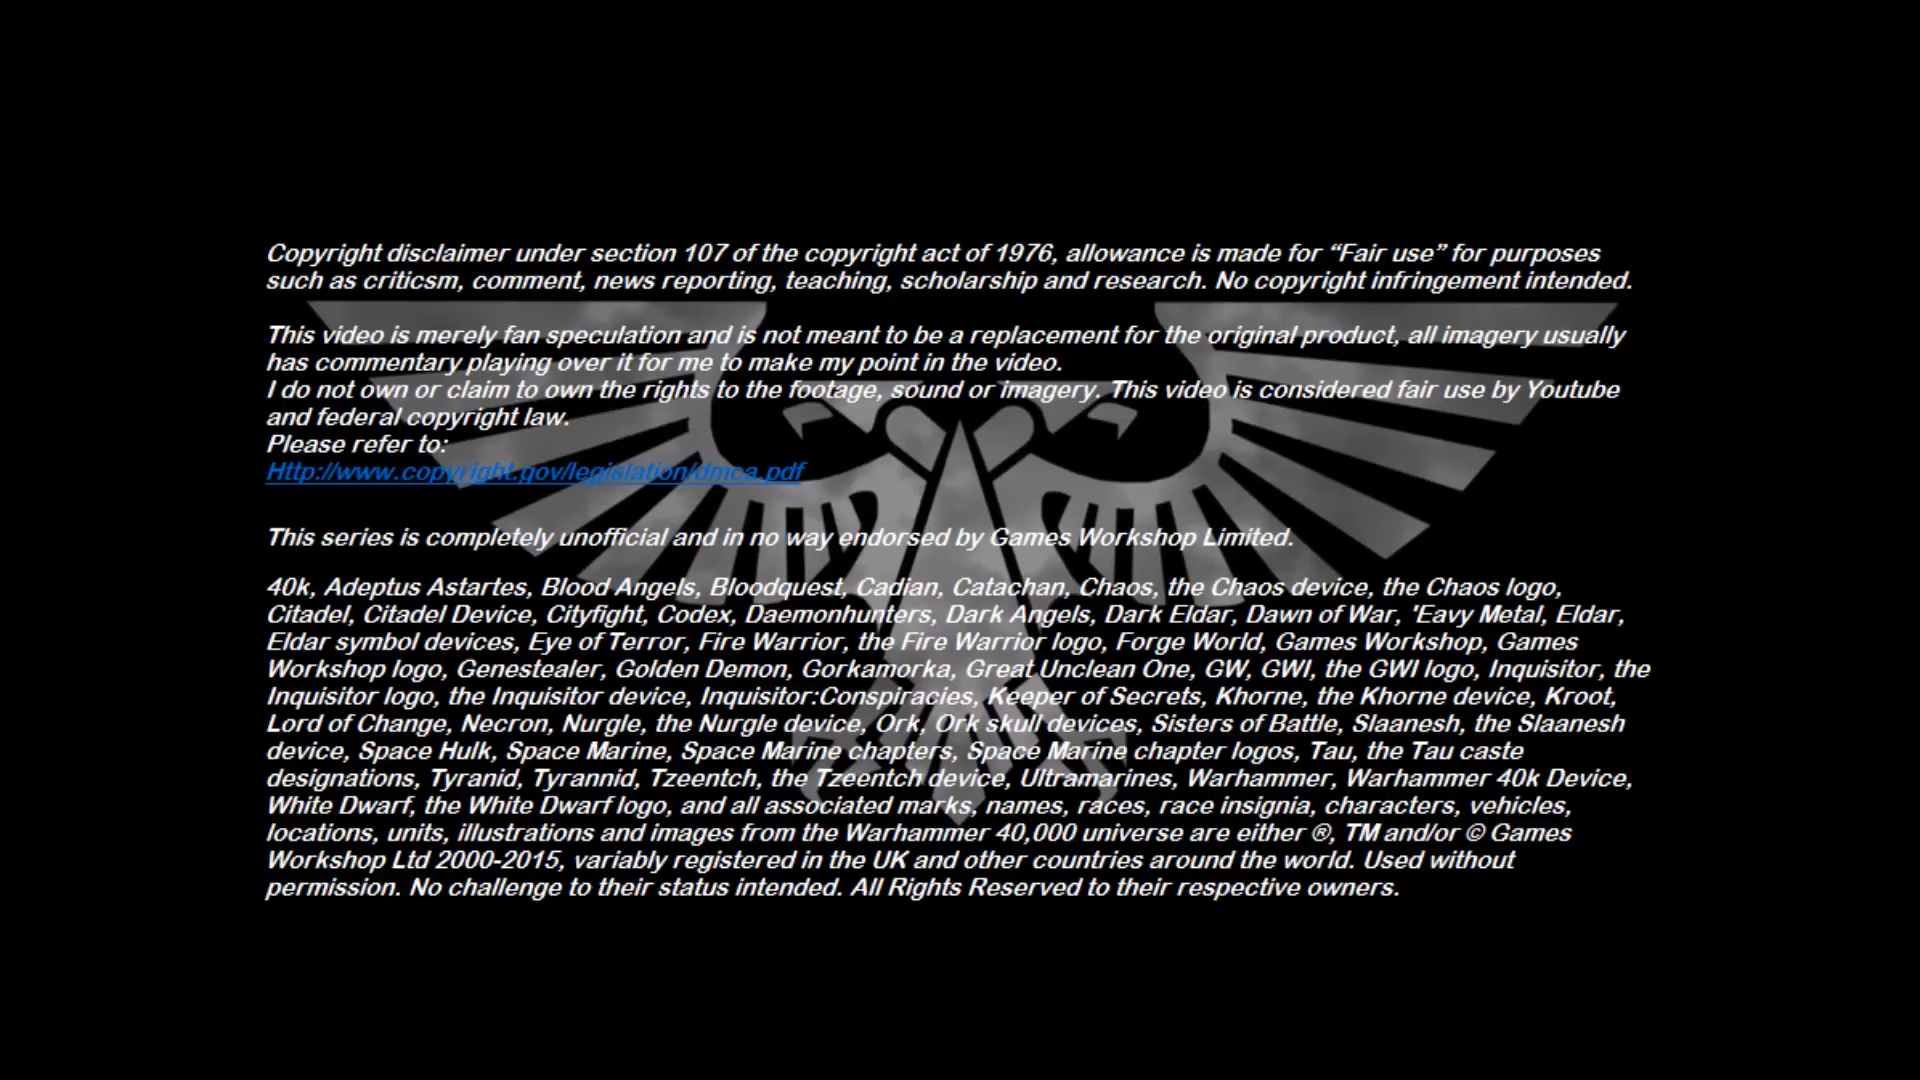 Copyright disclaimer under section 107 of the copyright act of 1976, allowance is made for “Fair use” for purposes
such as criticsm, comment, news reporting, teaching, scholarship and research. No copyright infringement intended.
This video is merely fan speculation and is not meant to be a replacement for the original product, all imagery usually
has commentary playing over it for me to make my point in the video.
I do not own or claim to own the rights to the footage, sound or imagery. This video is considered fair use by Youtube
and federal copyright law.
Please refer to:
Http://www.copyright.gov/legislation/dmca.pdf
This series is completely unofficial and in no way endorsed by Games Workshop Limited.
40k, Adeptus Astartes, Blood Angels, Bloodquest, Cadian, Catachan, Chaos, the Chaos device, the Chaos logo,
Citadel, Citadel Device, Cityfight, Codex, Daemonhunters, Dark Angels, Dark Eldar, Dawn of War, 'Eavy Metal, Eldar,
Eldar symbol devices, Eye of Terror, Fire Warrior, the Fire Warrior logo, Forge World, Games Workshop, Games
Workshop logo, Genestealer, Golden Demon, Gorkamorka, Great Unclean One, GW, GWI, the GWI logo, Inquisitor, the
Inquisitor logo, the Inquisitor device, Inquisitor:Conspiracies, Keeper of Secrets, Khorne, the Khorne device, Kroot,
Lord of Change, Necron, Nurgle, the Nurgle device, Ork, Ork skull devices, Sisters of Battle, Slaanesh, the Slaanesh
device, Space Hulk, Space Marine, Space Marine chapters, Space Marine chapter logos, Tau, the Tau caste
designations, Tyranid, Tyrannid, Tzeentch, the Tzeentch device, Ultramarines, Warhammer, Warhammer 40k Device,
White Dwarf, the White Dwarf logo, and all associated marks, names, races, race insignia, characters, vehicles,
locations, units, illustrations and images from the Warhammer 40,000 universe are either ®, TM and/or © Games
Workshop Ltd 2000-2015, variably registered in the UK and other countries around the world. Used without
permission. No challenge to their status intended. All Rights Reserved to their respective owners.